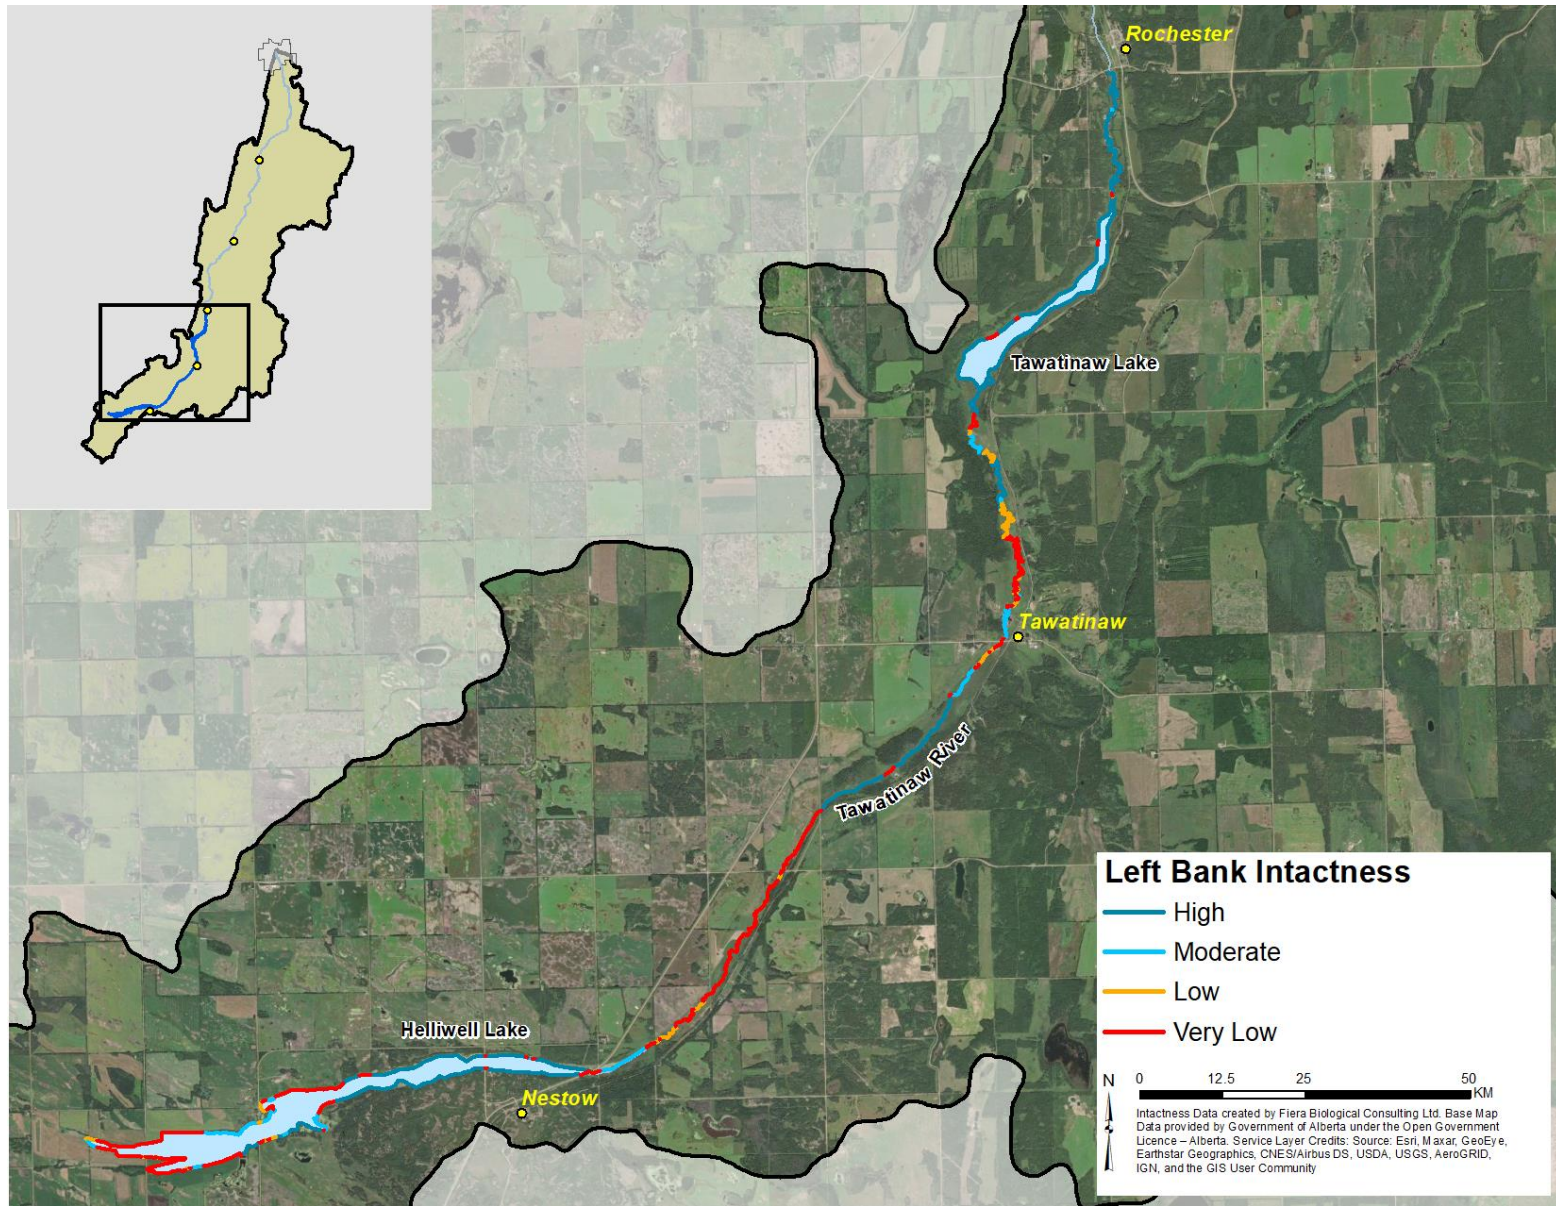 Rochester
Tawatinaw Lake
Tawatinaw
Tawatinaw River
Helliwell Lake
Nestow
Left Bank Intactness
High
Moderate
Low
Very Low
N
0 12.5 25 50
KM
Intactness Data created by Fiera Biological Consulting Ltd. Base Map
Data provided by Government of Alberta under the Open Government
Licence – Alberta. Service Layer Credits: Source: Esri, Maxar, GeoEye,
Earthstar Geographics, CNES/Airbus DS, USDA, USGS, AeroGRID,
IGN, and the GIS User Community